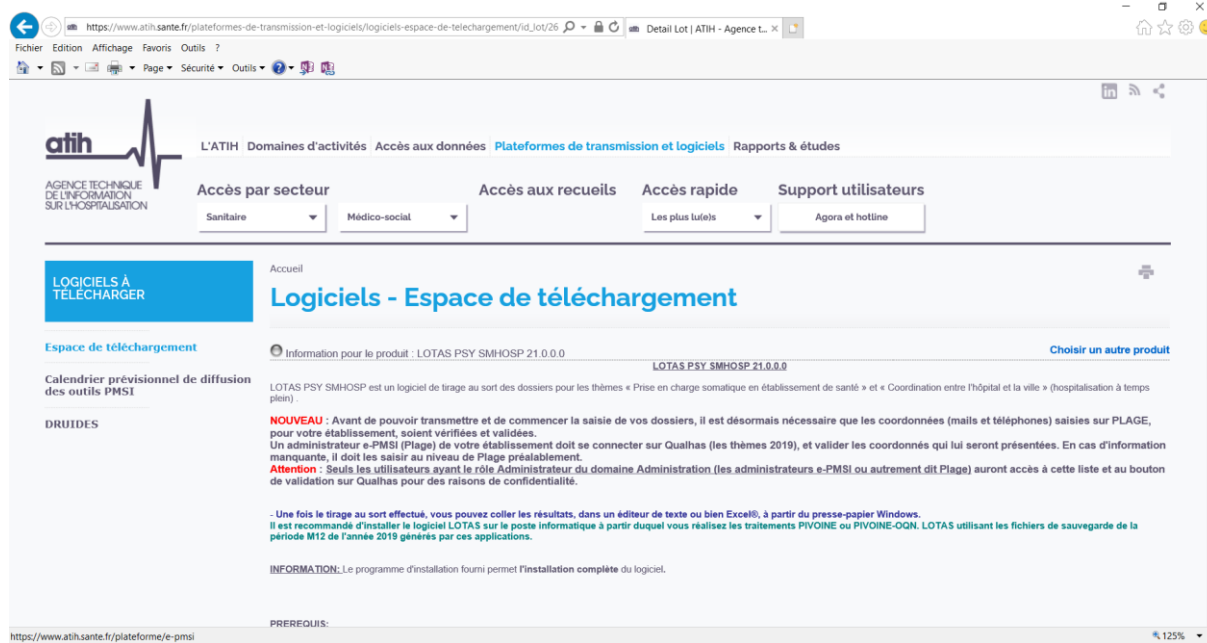 https://www.atih.sante.fr/plateformes-de-transmission-et-logiciels/logiciels-espace-de-telechargement/id_lot/26
Detail Lot | ATIH - Agence t...
Fichier Edition Affichage Favoris Outils ?
Page Sécurité Outils
atih
AGENCE TECHNIQUE
DE L'INFORMATION
SUR L'HOSPITALISATION
L'ATIH Domaines d'activités Accès aux données Plateformes de transmission et logiciels Rapports & études
Accès par secteur Accès aux recueils Accès rapide Support utilisateurs
Sanitaire Médico-social Les plus lu(e)s Agora et hotline
LOGICIELS À
TÉLÉCHARGER
Espace de téléchargement
Calendrier prévisionnel de diffusion
des outils PMSI
DRUIDES
Accueil
Logiciels - Espace de téléchargement
Information pour le produit : LOTAS PSY SMHOSP 21.0.0.0 Choisir un autre produit
LOTAS PSY SMHOSP 21.0.0.0
LOTAS PSY SMHOSP est un logiciel de tirage au sort des dossiers pour les thèmes « Prise en charge somatique en établissement de santé » et « Coordination entre l'hôpital et la ville » (hospitalisation à temps
plein) .
NOUVEAU : Avant de pouvoir transmettre et de commencer la saisie de vos dossiers, il est désormais nécessaire que les coordonnées (mails et téléphones) saisies sur PLAGE,
pour votre établissement, soient vérifiées et validées.
Un administrateur e-PMSI (Plage) de votre établissement doit se connecter sur Qualhas (les thèmes 2019), et valider les coordonnés qui lui seront présentées. En cas d'information
manquante, il doit les saisir au niveau de Plage préalablement.
Attention : Seuls les utilisateurs ayant le rôle Administrateur du domaine Administration (les administrateurs e-PMSI ou autrement dit Plage) auront accès à cette liste et au bouton
de validation sur Qualhas pour des raisons de confidentialité.
- Une fois le tirage au sort effectué, vous pouvez coller les résultats, dans un éditeur de texte ou bien Excel®, à partir du presse-papier Windows.
Il est recommandé d'installer le logiciel LOTAS sur le poste informatique à partir duquel vous réalisez les traitements PIVOINE ou PIVOINE-OQN. LOTAS utilisant les fichiers de sauvegarde de la
période M12 de l'année 2019 générés par ces applications.
INFORMATION: Le programme d'installation fourni permet l'installation complète du logiciel.
PREREQUIS:
https://www.atih.sante.fr/plateforme/e-pmsi
125%